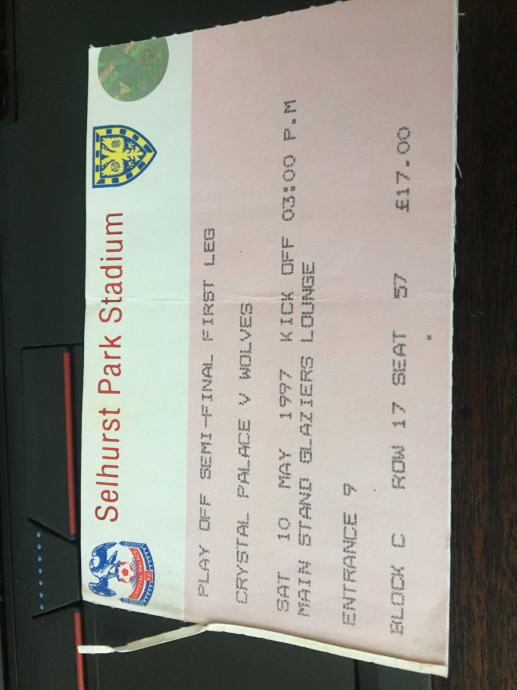 Selhurst Park Stadium
PLAY OFF SEMI-FINAL FIRST LEG
CRYSTAL PALACE V WOLVES
SAT 10 MAY 1997 KICK OFF 03:00 P.M
MAIN STAND GLAZIERS LOUNGE
ENTRANCE 9
BLOCK C ROW 17 SEAT 57 £17.00